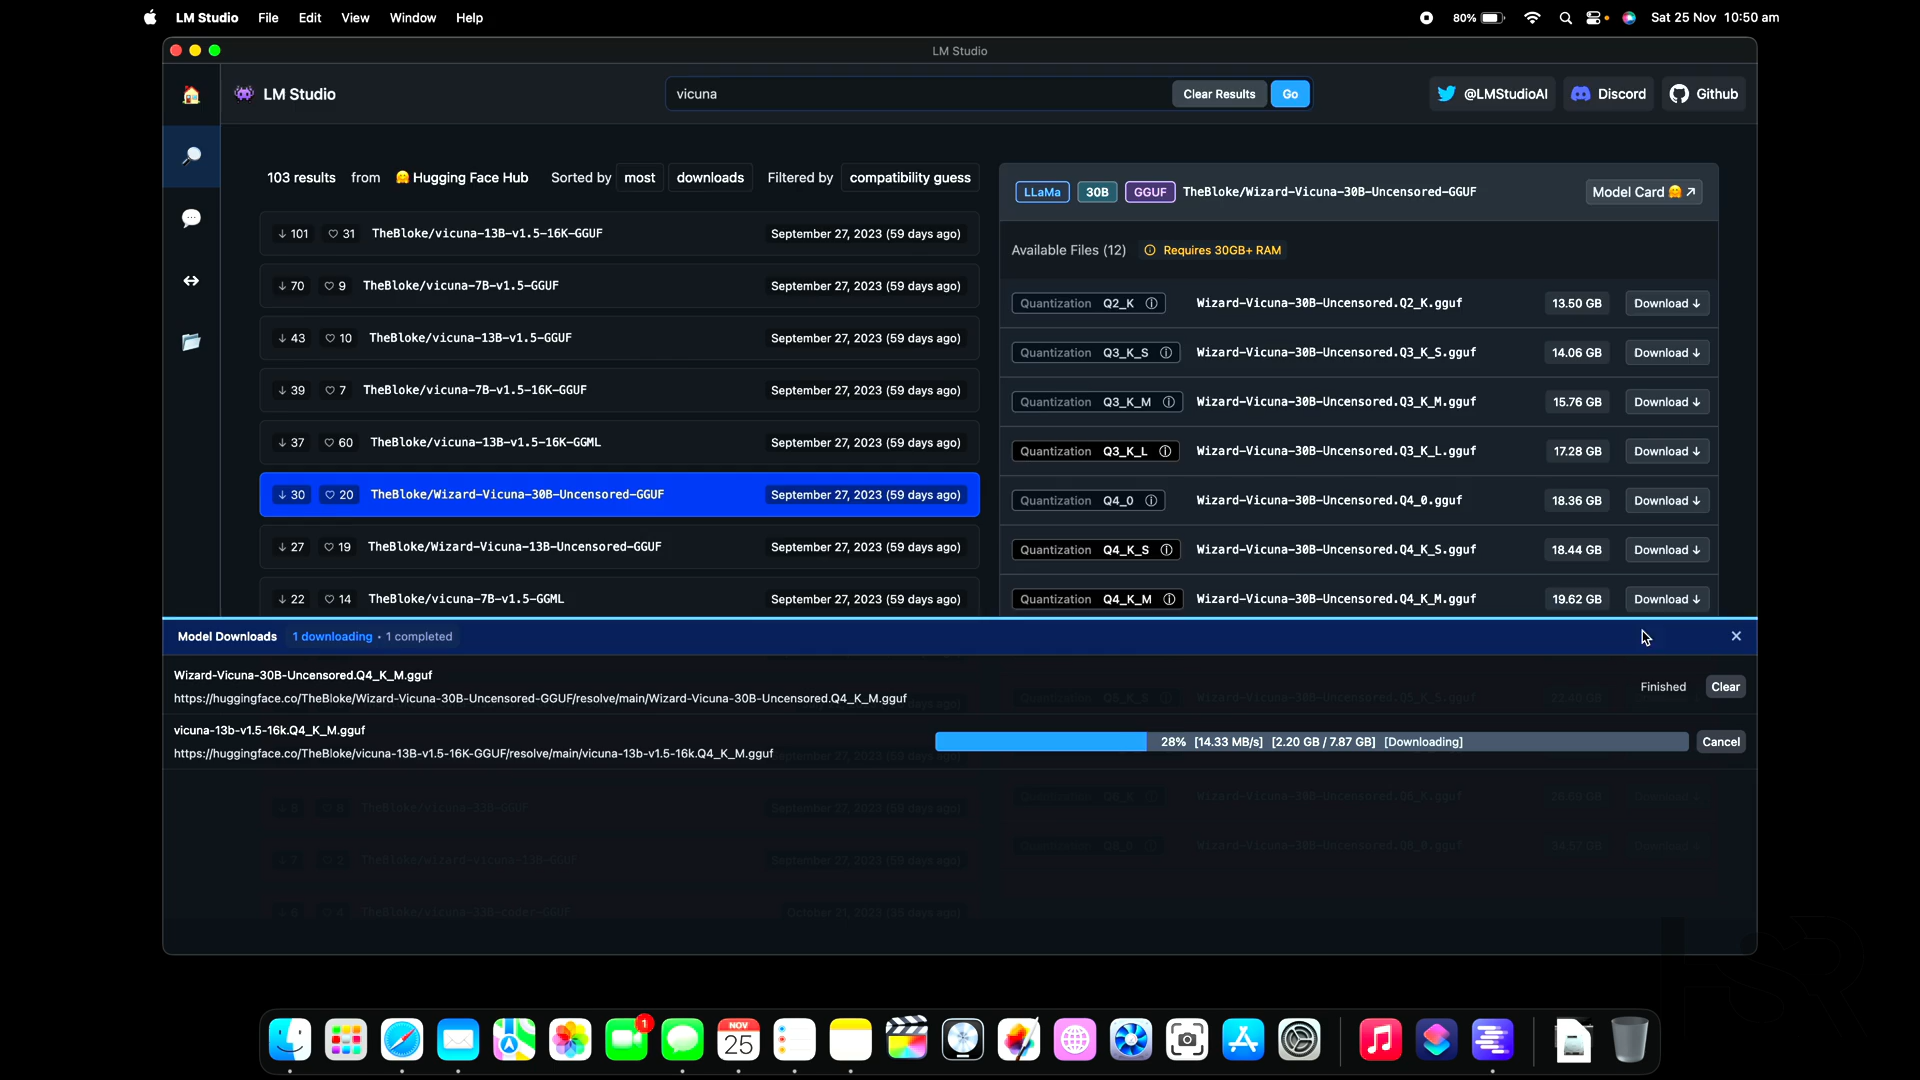 LM Studio File Edit View Window Help
80% Sat 25 Nov 10:50 am
LM Studio
LM Studio
vicuna Clear Results Go
@LMStudioAI Discord Github
103 results from Hugging Face Hub Sorted by most downloads Filtered by compatibility guess
↓ 101 ♡ 31 TheBloke/vicuna-13B-v1.5-16K-GGUF September 27, 2023 (59 days ago)
↓ 70 ♡ 9 TheBloke/vicuna-7B-v1.5-GGUF September 27, 2023 (59 days ago)
↓ 43 ♡ 10 TheBloke/vicuna-13B-v1.5-GGUF September 27, 2023 (59 days ago)
↓ 39 ♡ 7 TheBloke/vicuna-7B-v1.5-16K-GGUF September 27, 2023 (59 days ago)
↓ 37 ♡ 60 TheBloke/vicuna-13B-v1.5-16K-GGML September 27, 2023 (59 days ago)
↓ 30 ♡ 20 TheBloke/Wizard-Vicuna-30B-Uncensored-GGUF September 27, 2023 (59 days ago)
↓ 27 ♡ 19 TheBloke/Wizard-Vicuna-13B-Uncensored-GGUF September 27, 2023 (59 days ago)
↓ 22 ♡ 14 TheBloke/vicuna-7B-v1.5-GGML September 27, 2023 (59 days ago)
LLaMa 30B GGUF TheBloke/Wizard-Vicuna-30B-Uncensored-GGUF Model Card ↗
Available Files (12) Requires 30GB+ RAM
Quantization Q2_K Wizard-Vicuna-30B-Uncensored.Q2_K.gguf 13.50 GB Download ↓
Quantization Q3_K_S Wizard-Vicuna-30B-Uncensored.Q3_K_S.gguf 14.06 GB Download ↓
Quantization Q3_K_M Wizard-Vicuna-30B-Uncensored.Q3_K_M.gguf 15.76 GB Download ↓
Quantization Q3_K_L Wizard-Vicuna-30B-Uncensored.Q3_K_L.gguf 17.28 GB Download ↓
Quantization Q4_0 Wizard-Vicuna-30B-Uncensored.Q4_0.gguf 18.36 GB Download ↓
Quantization Q4_K_S Wizard-Vicuna-30B-Uncensored.Q4_K_S.gguf 18.44 GB Download ↓
Quantization Q4_K_M Wizard-Vicuna-30B-Uncensored.Q4_K_M.gguf 19.62 GB Download ↓
Model Downloads 1 downloading • 1 completed
Wizard-Vicuna-30B-Uncensored.Q4_K_M.gguf
https://huggingface.co/TheBloke/Wizard-Vicuna-30B-Uncensored-GGUF/resolve/main/Wizard-Vicuna-30B-Uncensored.Q4_K_M.gguf
Finished Clear
vicuna-13b-v1.5-16k.Q4_K_M.gguf
https://huggingface.co/TheBloke/vicuna-13B-v1.5-16K-GGUF/resolve/main/vicuna-13b-v1.5-16k.Q4_K_M.gguf
28% [14.33 MB/s] [2.20 GB / 7.87 GB] [Downloading] Cancel
1
NOV
25